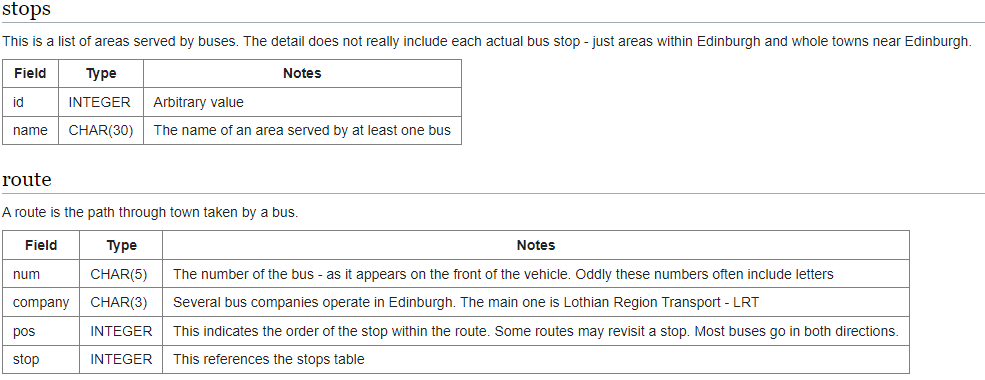 stops
This is a list of areas served by buses. The detail does not really include each actual bus stop - just areas within Edinburgh and whole towns near Edinburgh.
Field Type Notes
id INTEGER Arbitrary value
name CHAR(30) The name of an area served by at least one bus
route
A route is the path through town taken by a bus.
Field Type Notes
num CHAR(5) The number of the bus - as it appears on the front of the vehicle. Oddly these numbers often include letters
company CHAR(3) Several bus companies operate in Edinburgh. The main one is Lothian Region Transport - LRT
pos INTEGER This indicates the order of the stop within the route. Some routes may revisit a stop. Most buses go in both directions.
stop INTEGER This references the stops table